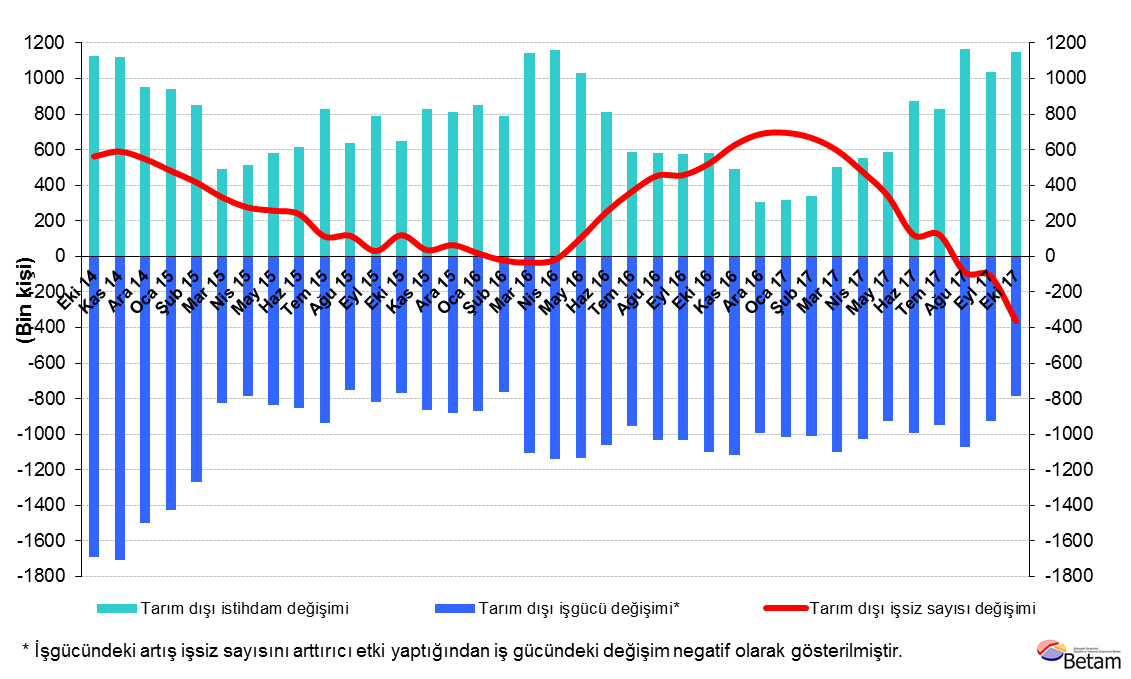 1200
1000
800
600
400
200
0
-200
-400
-600
-800
-1000
-1200
-1400
-1600
-1800
(Bin kişi)
1200
1000
800
600
400
200
0
-200
-400
-600
-800
-1000
-1200
-1400
-1600
-1800
Eki 14
Kas 14
Ara 14
Oca 15
Şub 15
Mar 15
Nis 15
May 15
Haz 15
Tem 15
Ağu 15
Eyl 15
Eki 15
Kas 15
Ara 15
Oca 16
Şub 16
Mar 16
Nis 16
May 16
Haz 16
Tem 16
Ağu 16
Eyl 16
Eki 16
Kas 16
Ara 16
Oca 17
Şub 17
Mar 17
Nis 17
May 17
Haz 17
Tem 17
Ağu 17
Eyl 17
Eki 17
Tarım dışı istihdam değişimi
Tarım dışı işgücü değişimi*
Tarım dışı işsiz sayısı değişimi
* İşgücündeki artış işsiz sayısını arttırıcı etki yaptığından iş gücündeki değişim negatif olarak gösterilmiştir.
Betam